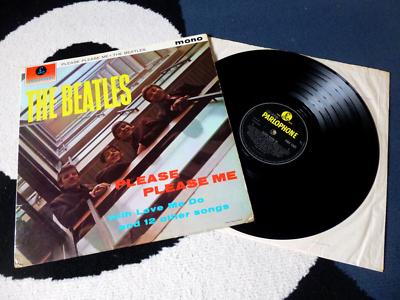 PLEASE PLEASE ME • THE BEATLES
mono
THE BEATLES
PLEASE
PLEASE ME
with Love Me Do
and 12 other songs
PARLOPHONE